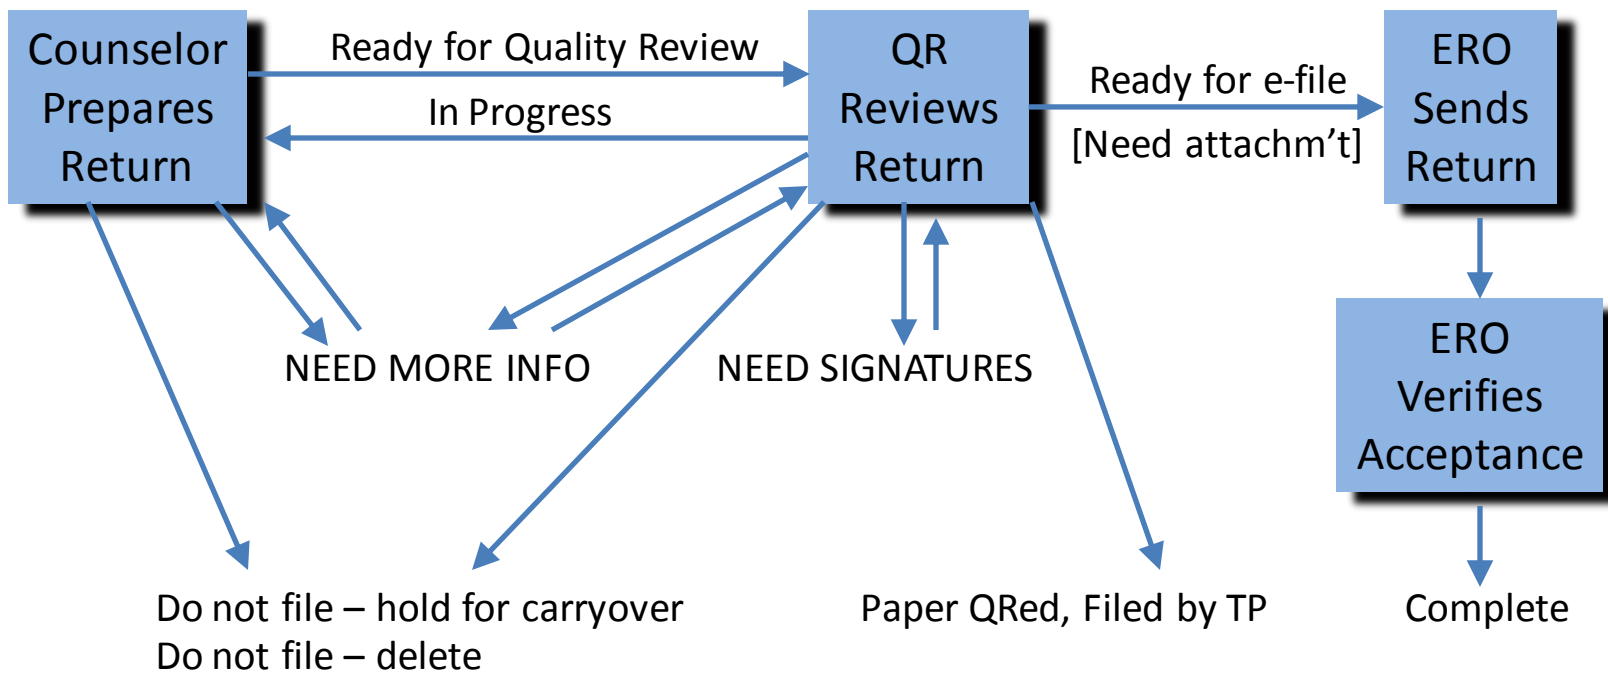 Counselor
Prepares
Return
Ready for Quality Review
In Progress
QR
Reviews
Return
Ready for e-file
[Need attachm’t]
ERO
Sends
Return
NEED MORE INFO
NEED SIGNATURES
ERO
Verifies
Acceptance
Do not file – hold for carryover
Do not file – delete
Paper QRed, Filed by TP
Complete